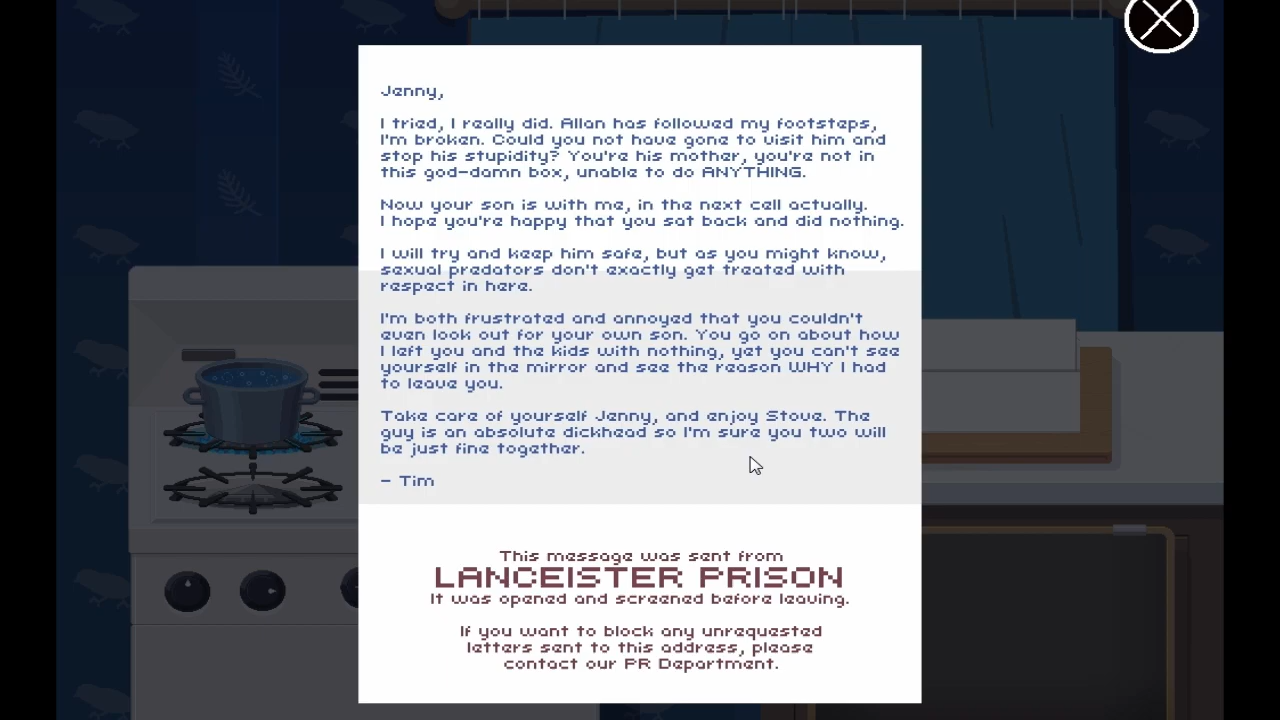 Jenny,
I tried, I really did. Allan has followed my footsteps,
I'm broken. Could you not have gone to visit him and
stop his stupidity? You're his mother, you're not in
this god-damn box, unable to do ANYTHING.
Now your son is with me, in the next cell actually.
I hope you're happy that you sat back and did nothing.
I will try and keep him safe, but as you might know,
sexual predators don't exactly get treated with
respect in here.
I'm both frustrated and annoyed that you couldn't
even look out for your own son. You go on about how
I left you and the kids with nothing, yet you can't see
yourself in the mirror and see the reason WHY I had
to leave you.
Take care of yourself Jenny, and enjoy Stove. The
guy is an absolute dickhead so I'm sure you two will
be just fine together.
- Tim
This message was sent from
LANCEISTER PRISON
It was opened and screened before leaving.
If you want to block any unrequested
letters sent to this address, please
contact our PR Department.